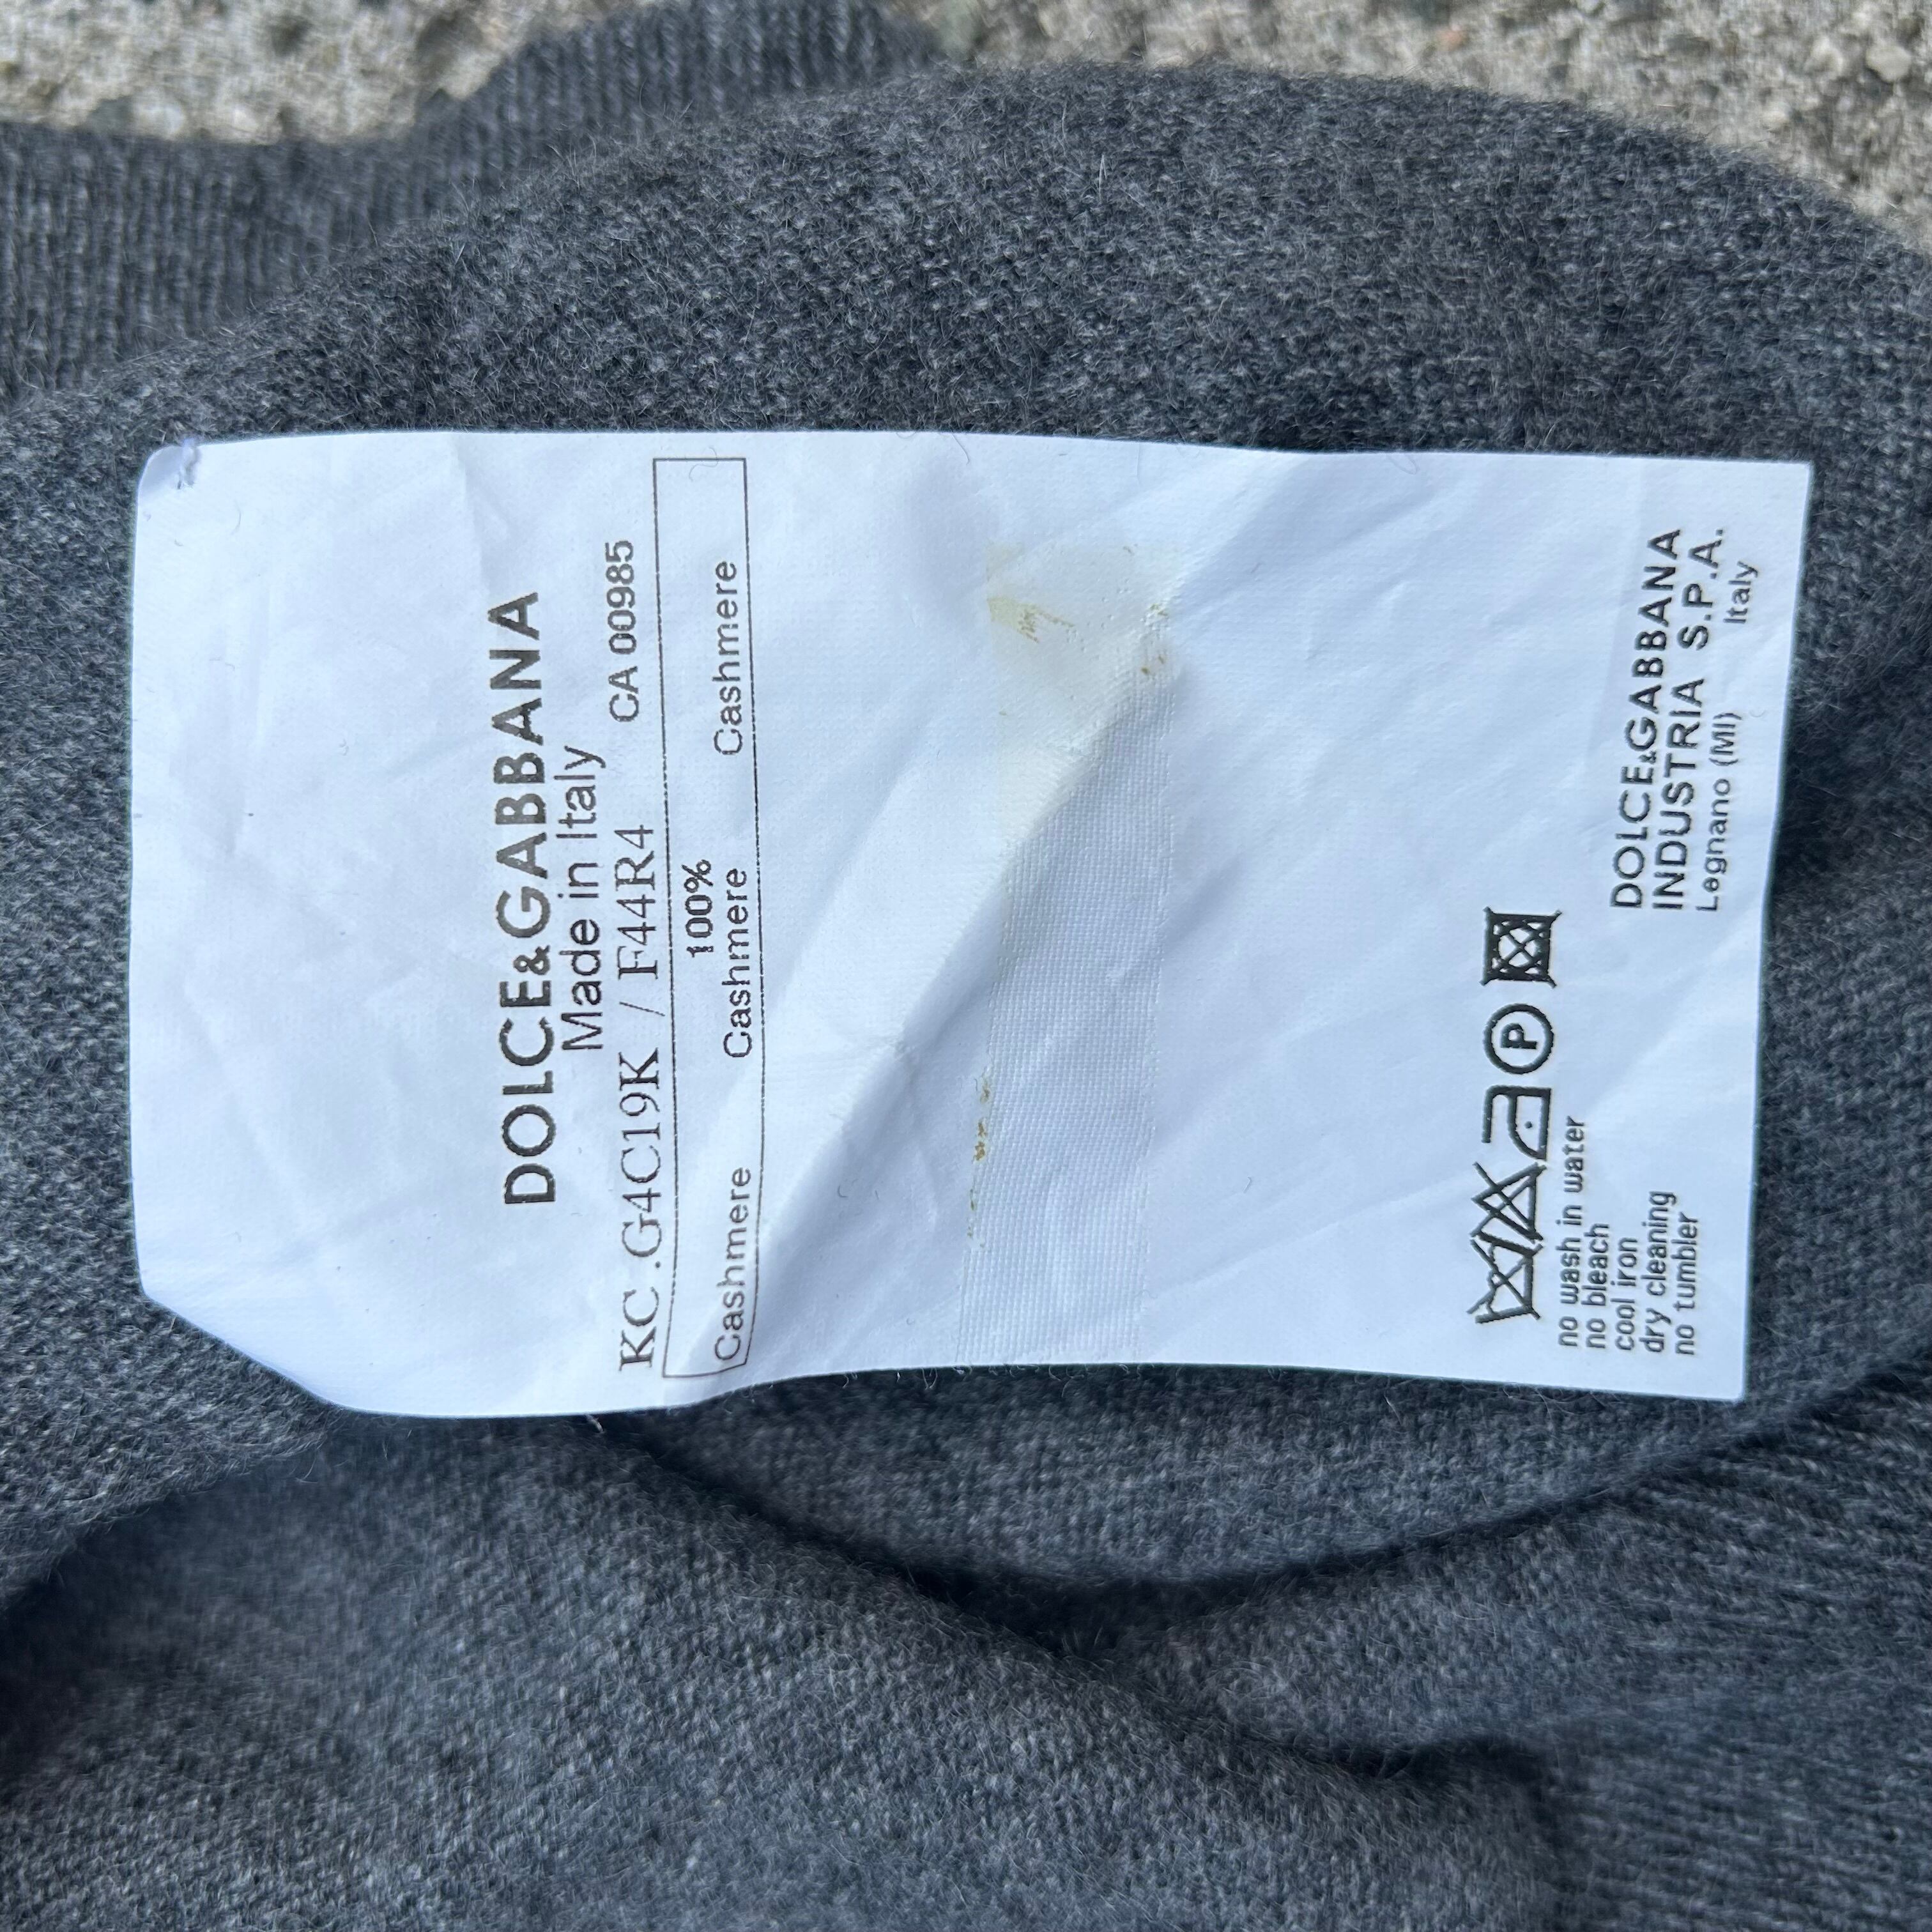 DOLCE&GABBANA
Made in Italy
CA 00985
KC .G4C19K / F44R4
100%
Cashmere Cashmere Cashmere
P
no wash in water
no bleach
cool iron
dry cleaning
no tumbler
DOLCE&GABBANA
INDUSTRIA S.P.A.
Legnano (MI) Italy